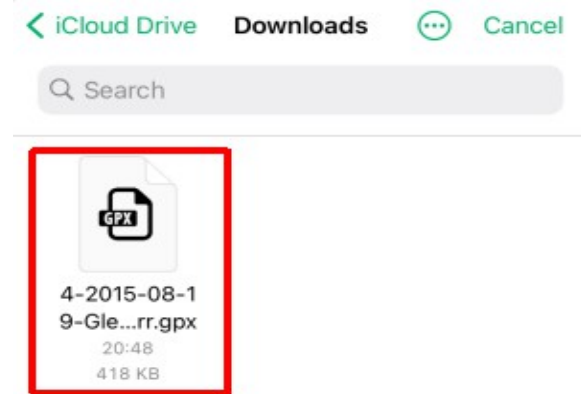 iCloud Drive Downloads Cancel
Search
GPX
4-2015-08-1
9-Gle...rr.gpx
20:48
418 KB